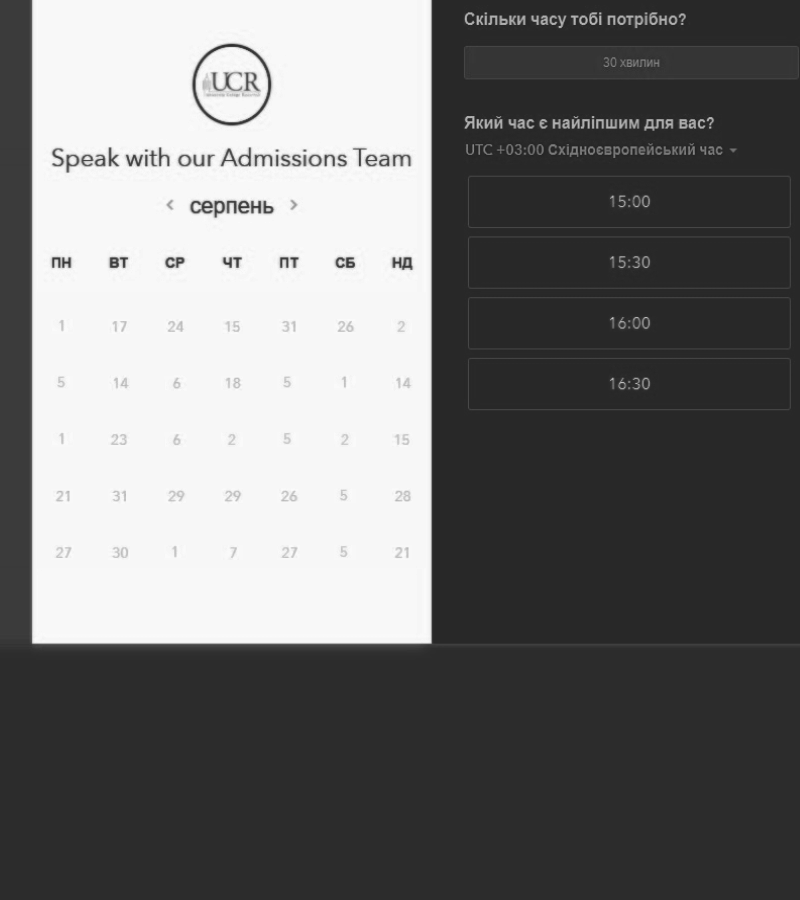 UCR
Speak with our Admissions Team
< серпень >
ПН ВТ СР ЧТ ПТ СБ НД
1 17 24 15 31 26 2
5 14 6 18 5 1 14
1 23 6 2 5 2 15
21 31 29 29 26 5 28
27 30 1 7 27 5 21
Скільки часу тобі потрібно?
30 хвилин
Який час є найліпшим для вас?
UTC +03:00 Східноєвропейський час
15:00
15:30
16:00
16:30